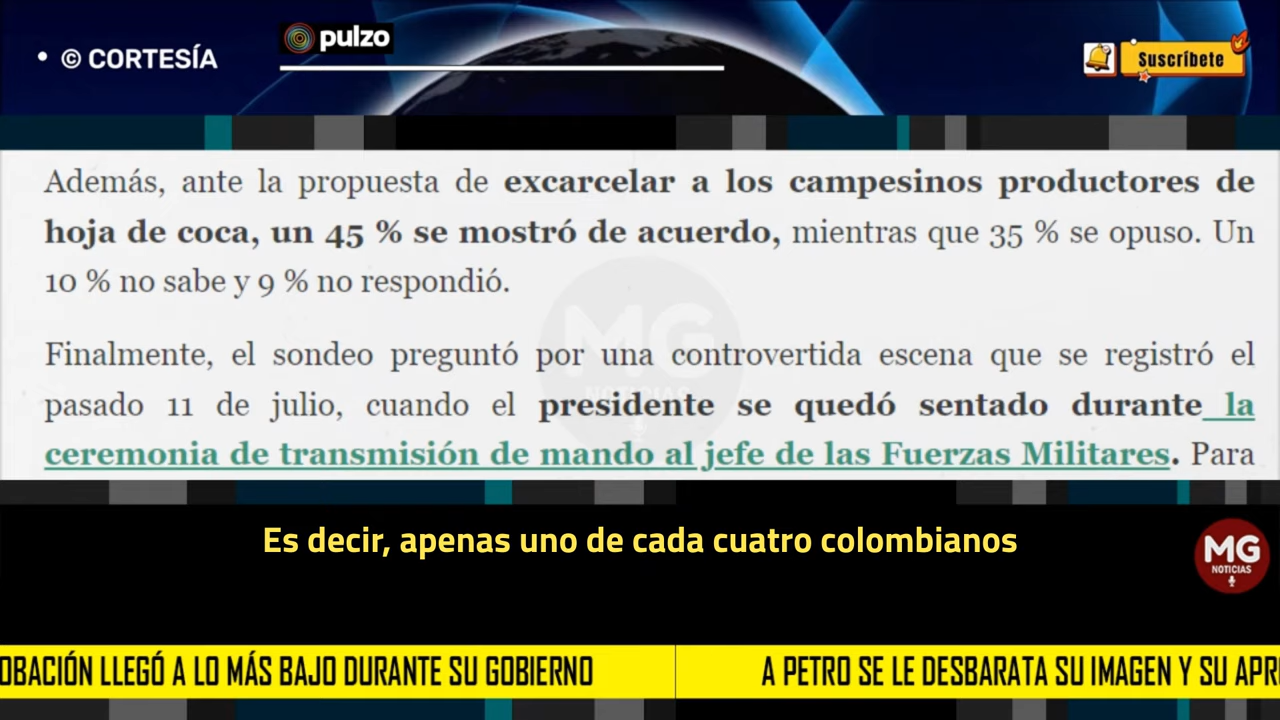 • © CORTESÍA
pulzo
Suscríbete
Además, ante la propuesta de excarcelar a los campesinos productores de
hoja de coca, un 45 % se mostró de acuerdo, mientras que 35 % se opuso. Un
10 % no sabe y 9 % no respondió.
Finalmente, el sondeo preguntó por una controvertida escena que se registró el
pasado 11 de julio, cuando el presidente se quedó sentado durante la
ceremonia de transmisión de mando al jefe de las Fuerzas Militares. Para
MG
NOTICIAS
Es decir, apenas uno de cada cuatro colombianos
MG
NOTICIAS
OBACIÓN LLEGÓ A LO MÁS BAJO DURANTE SU GOBIERNO
A PETRO SE LE DESBARATA SU IMAGEN Y SU APR